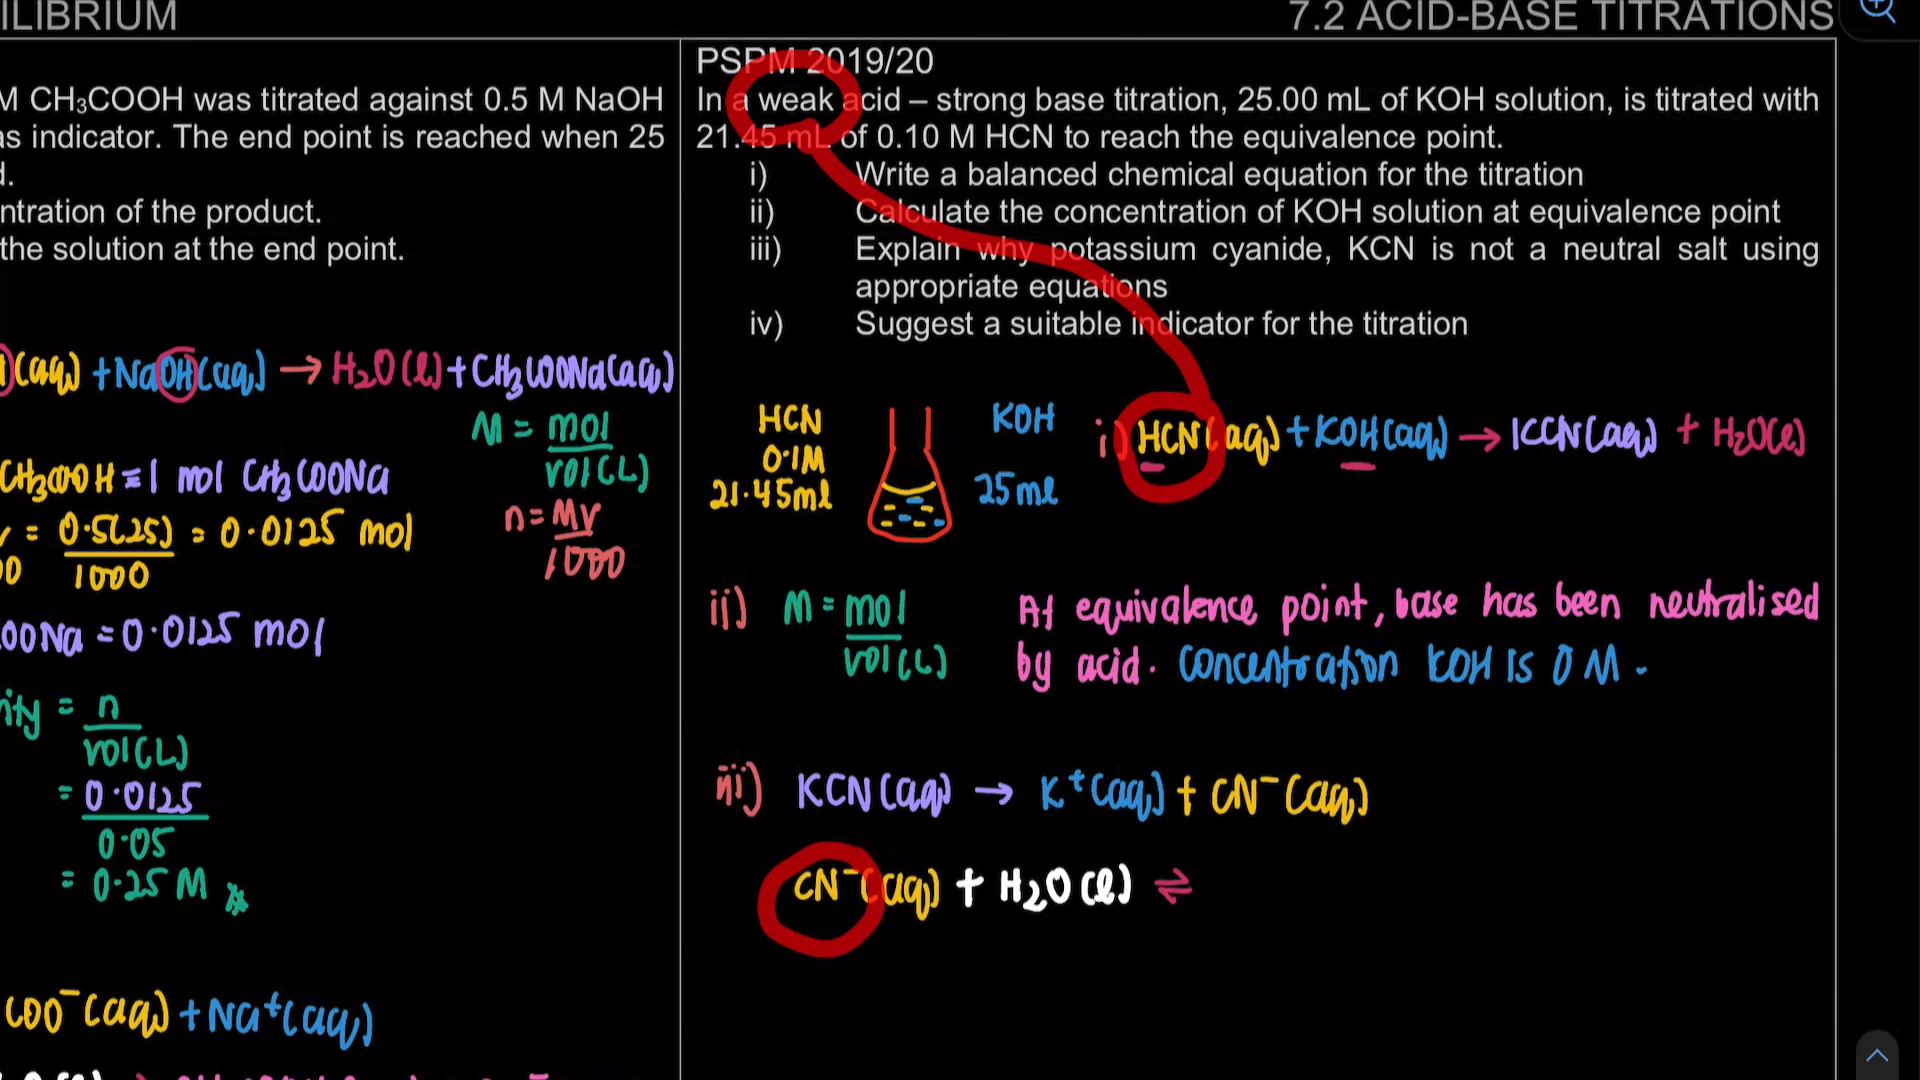 ILIBRIUM
7.2 ACID-BASE TITRATIONS
M CH₃COOH was titrated against 0.5 M NaOH
as indicator. The end point is reached when 25
d.
ntration of the product.
the solution at the end point.
(aq) + NaOH(aq) → H₂O(l) + CH₃COONa(aq)
M = mol
vol(L)
CH₃COOH ≡ 1 mol CH₃COONa
n = MV
1000
= 0.5(25) = 0.0125 mol
1000
OONa = 0.0125 mol
rity = n
vol(L)
= 0.0125
0.05
= 0.25 M
COO⁻(aq) + Na⁺(aq)
PSPM 2019/20
In a weak acid – strong base titration, 25.00 mL of KOH solution, is titrated with
21.45 mL of 0.10 M HCN to reach the equivalence point.
i) Write a balanced chemical equation for the titration
ii) Calculate the concentration of KOH solution at equivalence point
iii) Explain why potassium cyanide, KCN is not a neutral salt using
appropriate equations
iv) Suggest a suitable indicator for the titration
HCN
0.1M
21.45ml
KOH
25ml
i) HCN(aq) + KOH(aq) → KCN(aq) + H₂O(l)
ii) M = mol
vol(L)
At equivalence point, base has been neutralised
by acid. Concentration KOH is 0 M.
iii) KCN(aq) → K⁺(aq) + CN⁻(aq)
CN⁻(aq) + H₂O(l) ⇌